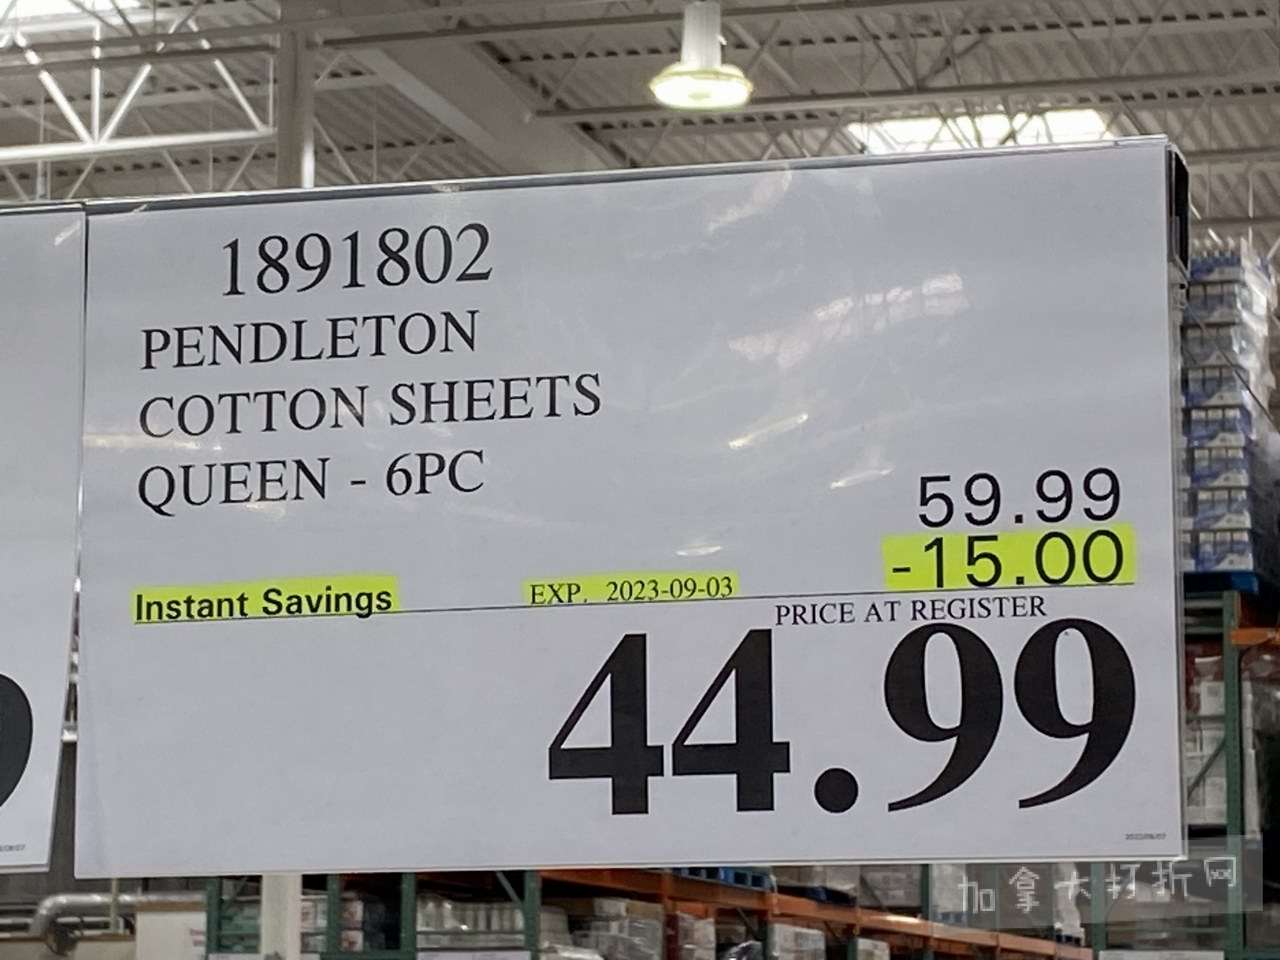 1891802
PENDLETON
COTTON SHEETS
QUEEN - 6PC
59.99
-15.00
Instant Savings
EXP. 2023-09-03
PRICE AT REGISTER
44.99
加拿大打折网